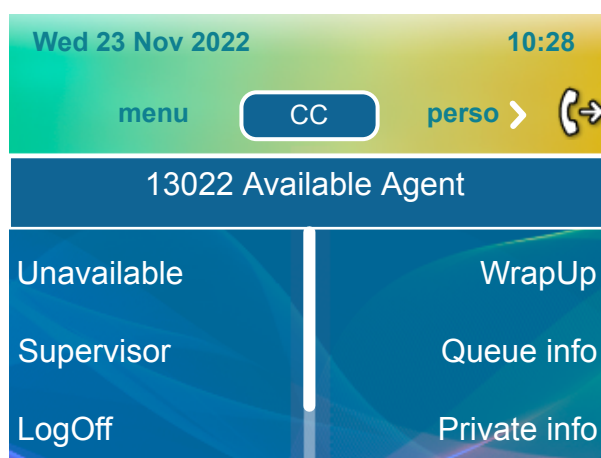 Wed 23 Nov 2022 10:28
menu CC perso
13022 Available Agent
Unavailable WrapUp
Supervisor Queue info
LogOff Private info